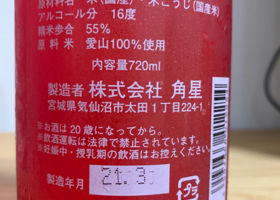 原材料名 米(国産)・米こうじ(国産米)
アルコール分 16度
精米歩合 55%
原料米 愛山100%使用
内容量720ml
製造者 株式会社 角星
宮城県気仙沼市太田1丁目224-1
※お酒は20歳になってから。
※飲酒運転は法律で禁止されています。
※妊娠中・授乳期の飲酒はお控えください。
製造年月 21.3
プラ